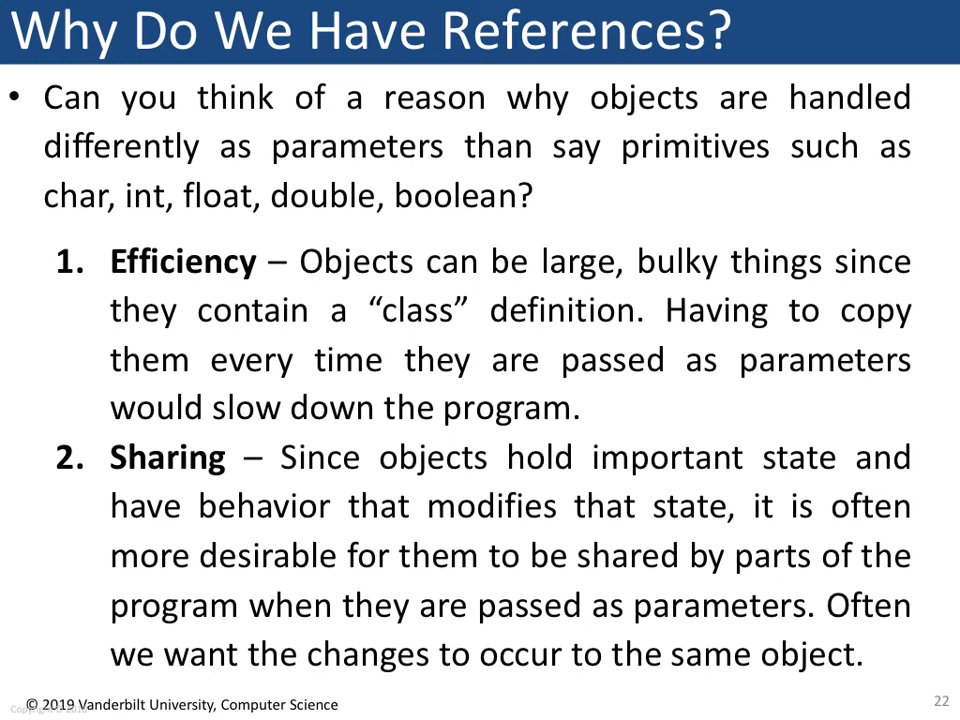 Why Do We Have References?
• Can you think of a reason why objects are handled
differently as parameters than say primitives such as
char, int, float, double, boolean?
1. Efficiency – Objects can be large, bulky things since
they contain a “class” definition. Having to copy
them every time they are passed as parameters
would slow down the program.
2. Sharing – Since objects hold important state and
have behavior that modifies that state, it is often
more desirable for them to be shared by parts of the
program when they are passed as parameters. Often
we want the changes to occur to the same object.
© 2019 Vanderbilt University, Computer Science
22